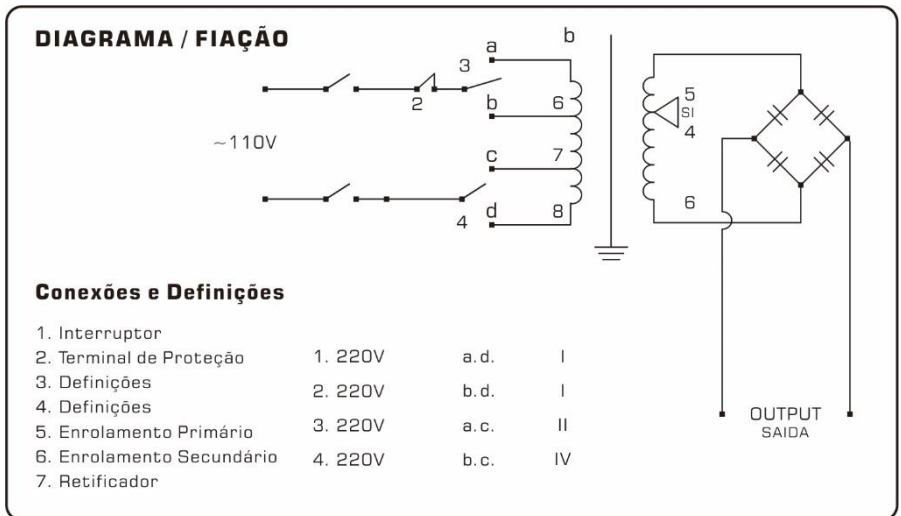 DIAGRAMA / FIAÇÃO
a
b
3
2
b
6
5
SI
4
~110V
c
7
4
d
8
6
Conexões e Definições
1. Interruptor
2. Terminal de Proteção
3. Definições
4. Definições
5. Enrolamento Primário
6. Enrolamento Secundário
7. Retificador
1. 220V a.d. I
2. 220V b.d. I
3. 220V a.c. II
4. 220V b.c. IV
OUTPUT
SAIDA